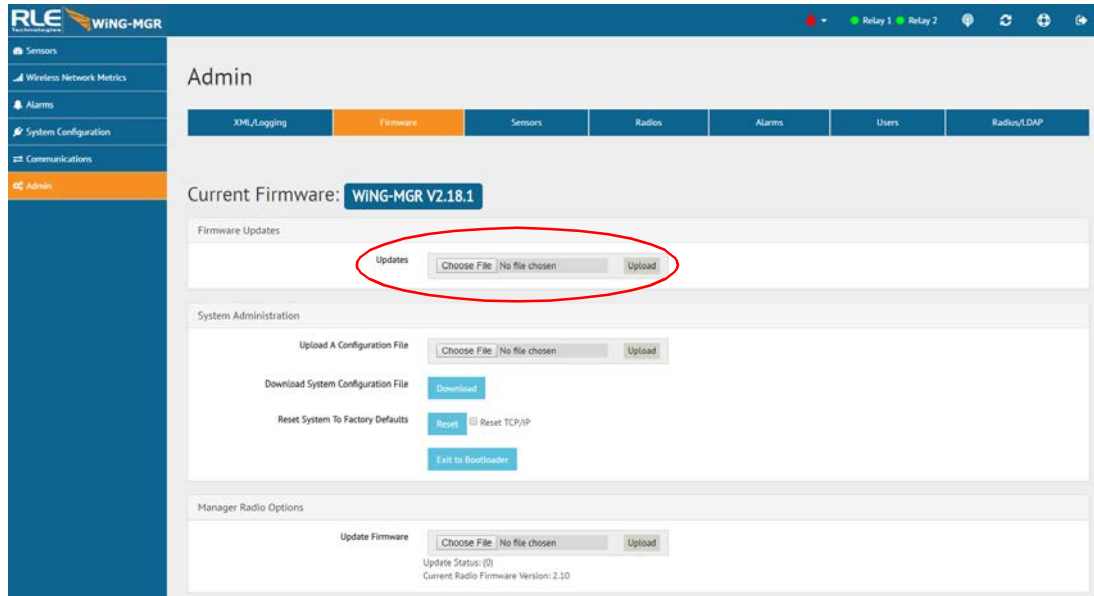 RLE WiNG-MGR
Technologies
Relay 1 Relay 2
Sensors
Wireless Network Metrics
Alarms
System Configuration
Communications
Admin
Admin
XML/Logging Firmware Sensors Radios Alarms Users Radius/LDAP
Current Firmware: WiNG-MGR V2.18.1
Firmware Updates
Updates Choose File No file chosen Upload
System Administration
Upload A Configuration File Choose File No file chosen Upload
Download System Configuration File Download
Reset System To Factory Defaults Reset Reset TCP/IP
Exit to Bootloader
Manager Radio Options
Update Firmware Choose File No file chosen Upload
Update Status: (0)
Current Radio Firmware Version: 2.10